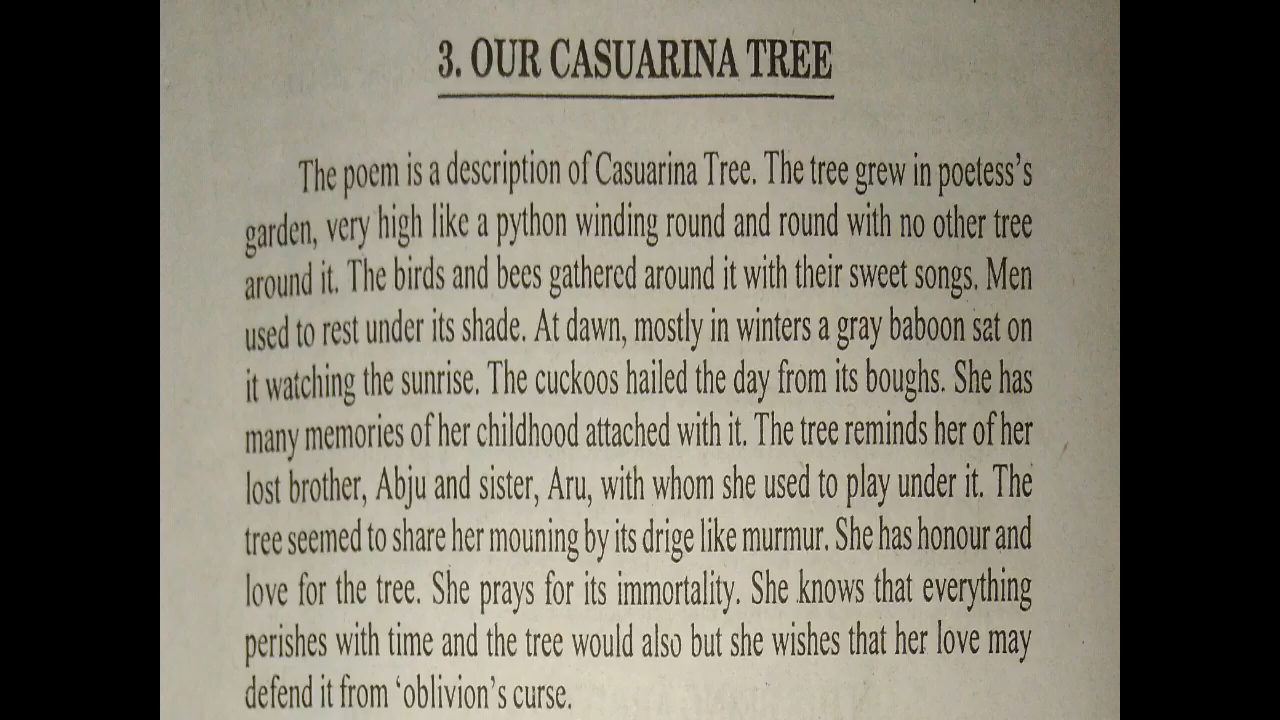 3. OUR CASUARINA TREE
The poem is a description of Casuarina Tree. The tree grew in poetess's
garden, very high like a python winding round and round with no other tree
around it. The birds and bees gathered around it with their sweet songs. Men
used to rest under its shade. At dawn, mostly in winters a gray baboon sat on
it watching the sunrise. The cuckoos hailed the day from its boughs. She has
many memories of her childhood attached with it. The tree reminds her of her
lost brother, Abju and sister, Aru, with whom she used to play under it. The
tree seemed to share her mouning by its drige like murmur. She has honour and
love for the tree. She prays for its immortality. She knows that everything
perishes with time and the tree would also but she wishes that her love may
defend it from 'oblivion's curse.